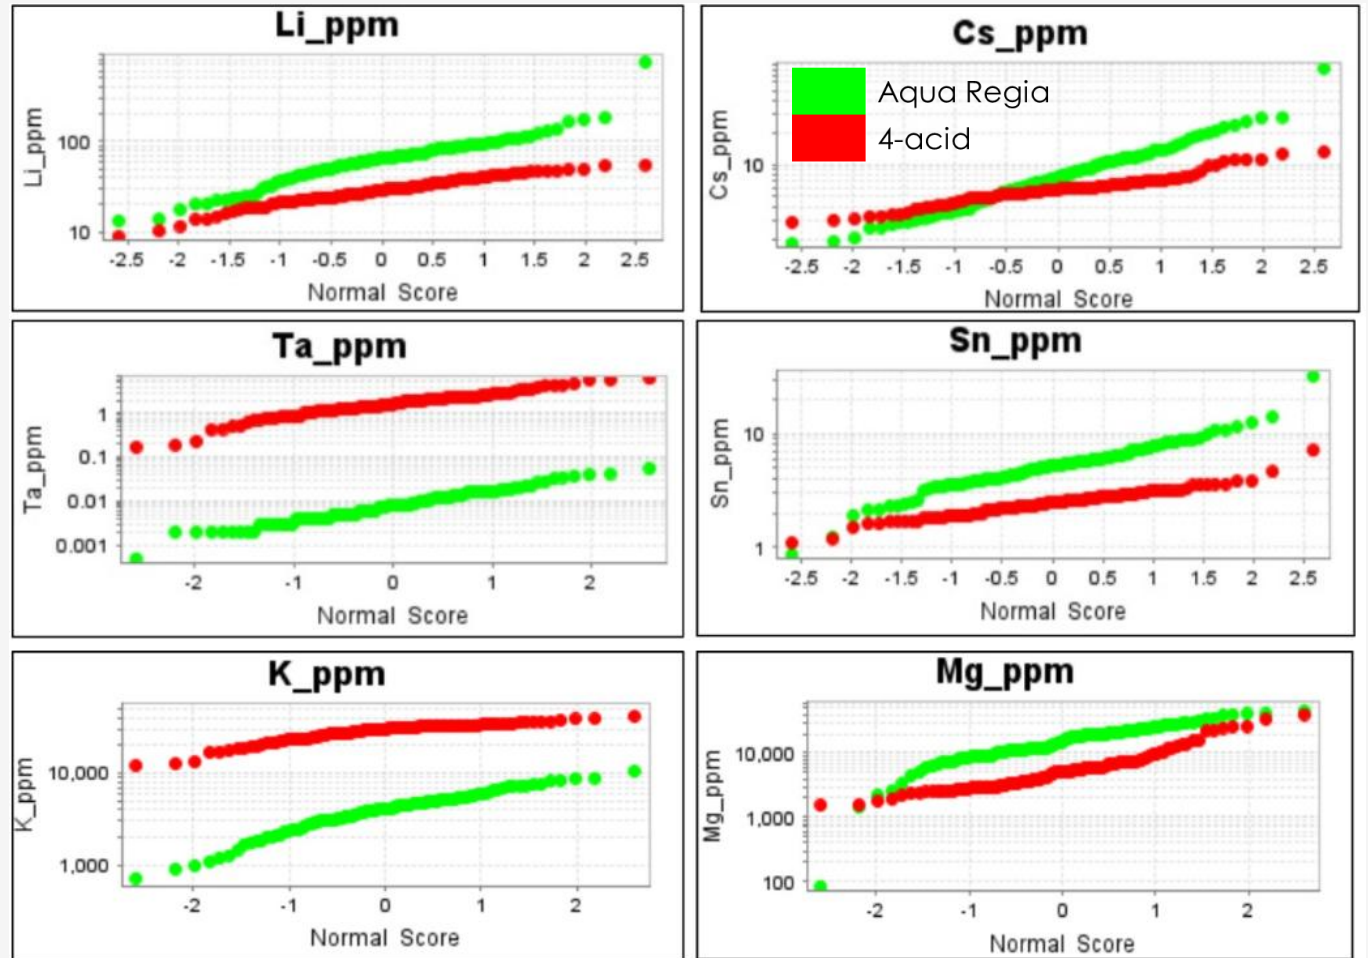 Li_ppm
Li_ppm
100
10
-2.5 -2 -1.5 -1 -0.5 0 0.5 1 1.5 2 2.5
Normal Score
Cs_ppm
Aqua Regia
4-acid
Cs_ppm
10
-2.5 -2 -1.5 -1 -0.5 0 0.5 1 1.5 2 2.5
Normal Score
Ta_ppm
Ta_ppm
1
0.1
0.01
0.001
-2 -1 0 1 2
Normal Score
Sn_ppm
Sn_ppm
10
1
-2.5 -2 -1.5 -1 -0.5 0 0.5 1 1.5 2 2.5
Normal Score
K_ppm
K_ppm
10,000
1,000
-2 -1 0 1 2
Normal Score
Mg_ppm
Mg_ppm
10,000
1,000
100
-2 -1 0 1 2
Normal Score